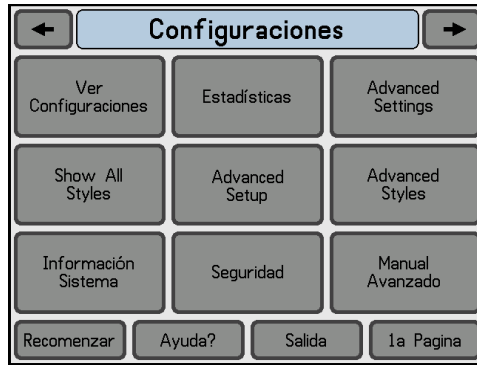 Configuraciones
Ver
Configuraciones
Estadísticas
Advanced
Settings
Show All
Styles
Advanced
Setup
Advanced
Styles
Información
Sistema
Seguridad
Manual
Avanzado
Recomenzar
Ayuda?
Salida
1a Pagina